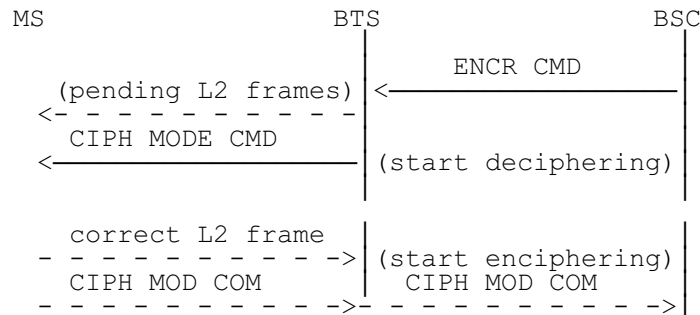 MS BTS BSC
ENCR CMD
(pending L2 frames)
CIPH MODE CMD
(start deciphering)
correct L2 frame
(start enciphering)
CIPH MOD COM CIPH MOD COM